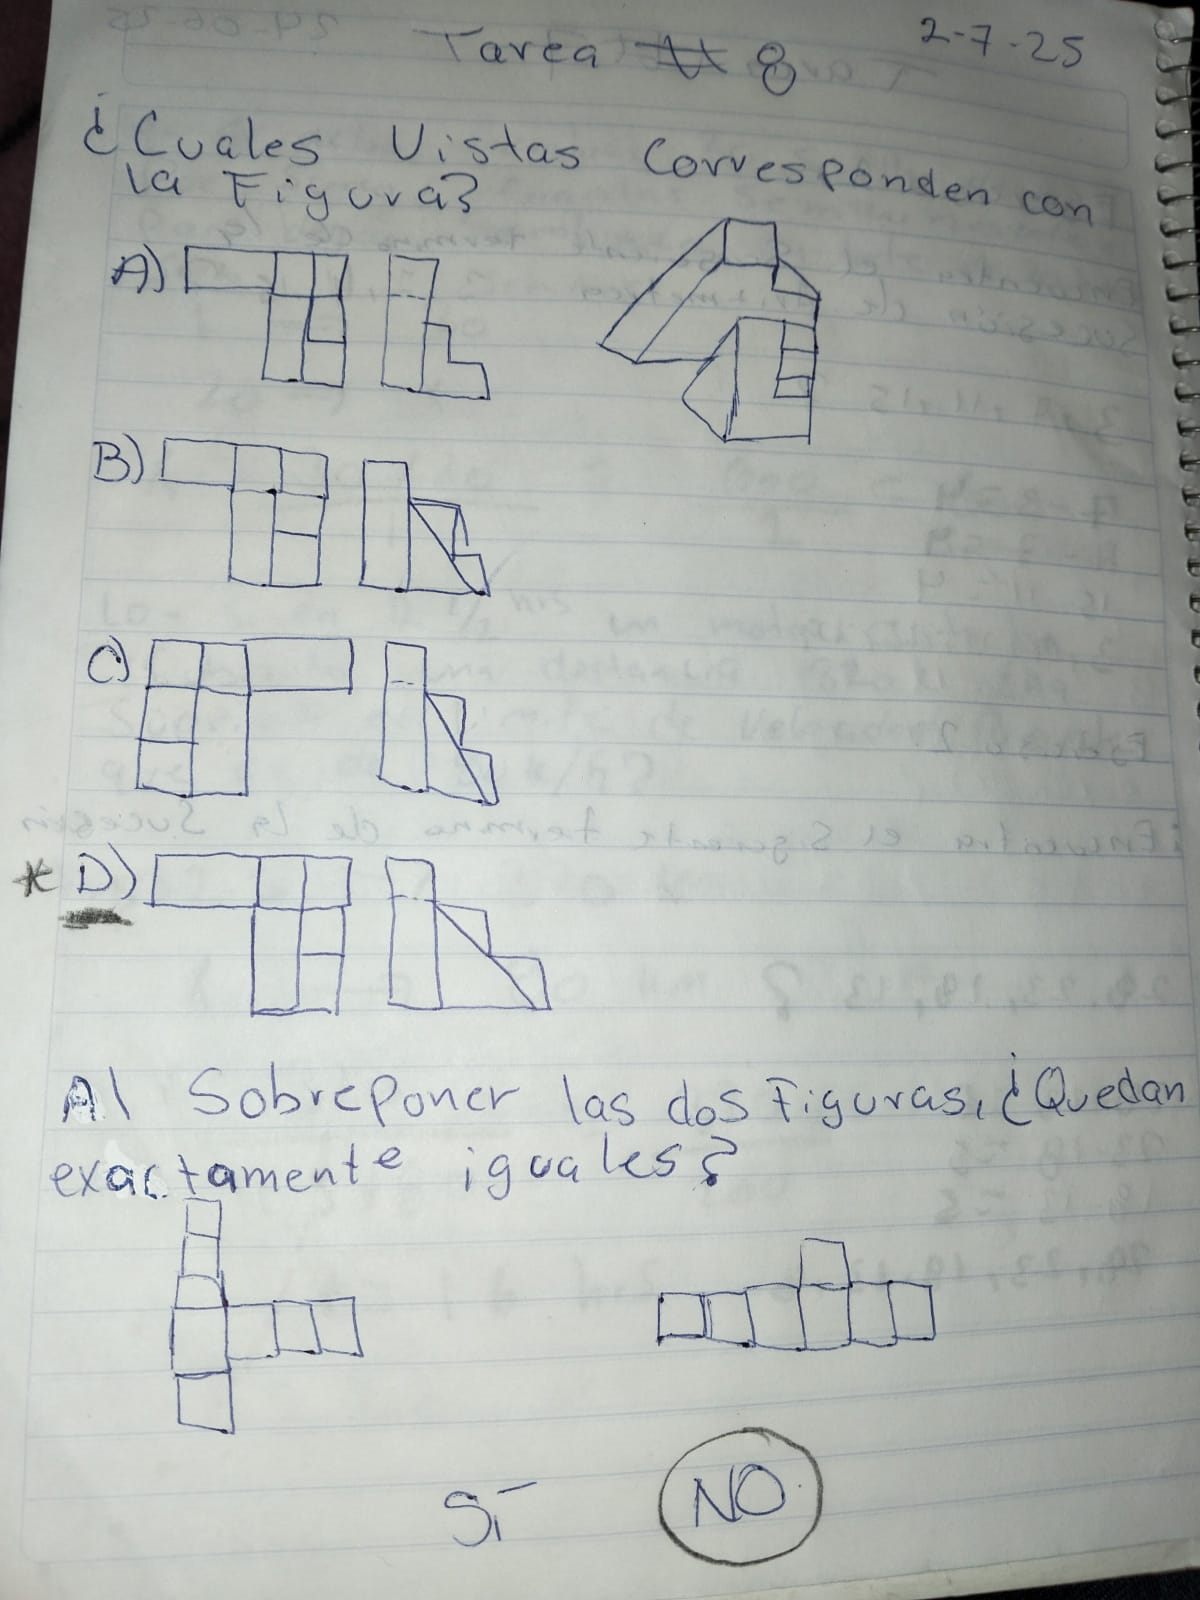 2-7-25
Tarea # 8
¿Cuales Vistas Corresponden con
la Figura?
A)
B)
C)
* D)
Al Sobreponer las dos Figuras, ¿Quedan
exactamente iguales?
Sí NO